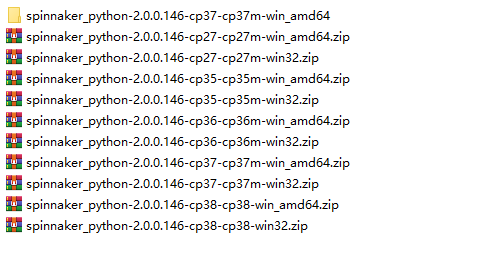 spinnaker_python-2.0.0.146-cp37-cp37m-win_amd64
spinnaker_python-2.0.0.146-cp27-cp27m-win_amd64.zip
spinnaker_python-2.0.0.146-cp27-cp27m-win32.zip
spinnaker_python-2.0.0.146-cp35-cp35m-win_amd64.zip
spinnaker_python-2.0.0.146-cp35-cp35m-win32.zip
spinnaker_python-2.0.0.146-cp36-cp36m-win_amd64.zip
spinnaker_python-2.0.0.146-cp36-cp36m-win32.zip
spinnaker_python-2.0.0.146-cp37-cp37m-win_amd64.zip
spinnaker_python-2.0.0.146-cp37-cp37m-win32.zip
spinnaker_python-2.0.0.146-cp38-cp38-win_amd64.zip
spinnaker_python-2.0.0.146-cp38-cp38-win32.zip